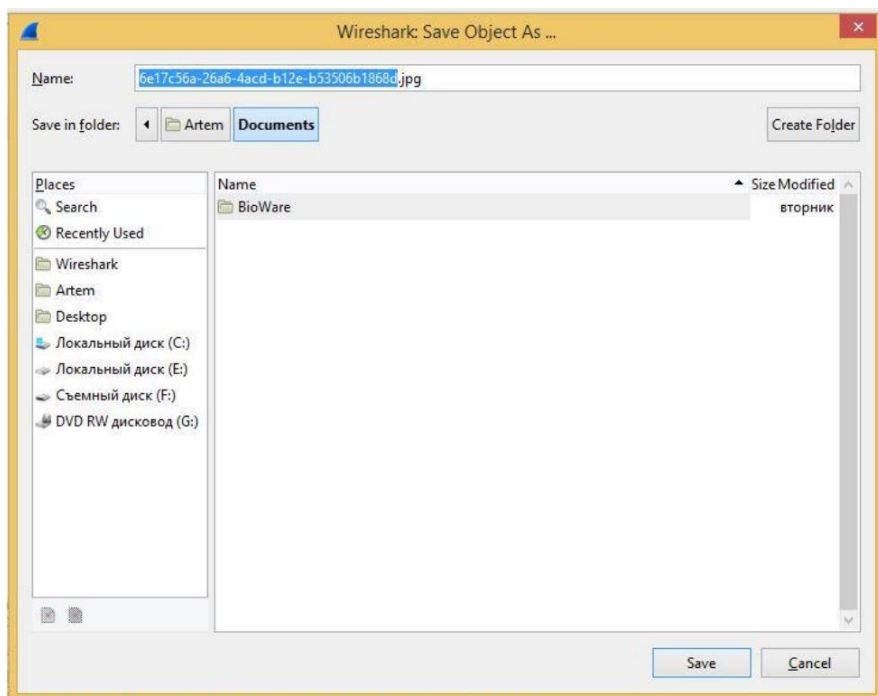 Wireshark: Save Object As ...
Name: 6e17c56a-26a6-4acd-b12e-b53506b1868d.jpg
Save in folder: Artem Documents Create Folder
Places
Search
Recently Used
Wireshark
Artem
Desktop
Локальный диск (C:)
Локальный диск (E:)
Съемный диск (F:)
DVD RW дисковод (G:)
Name Size Modified
BioWare вторник
Save Cancel